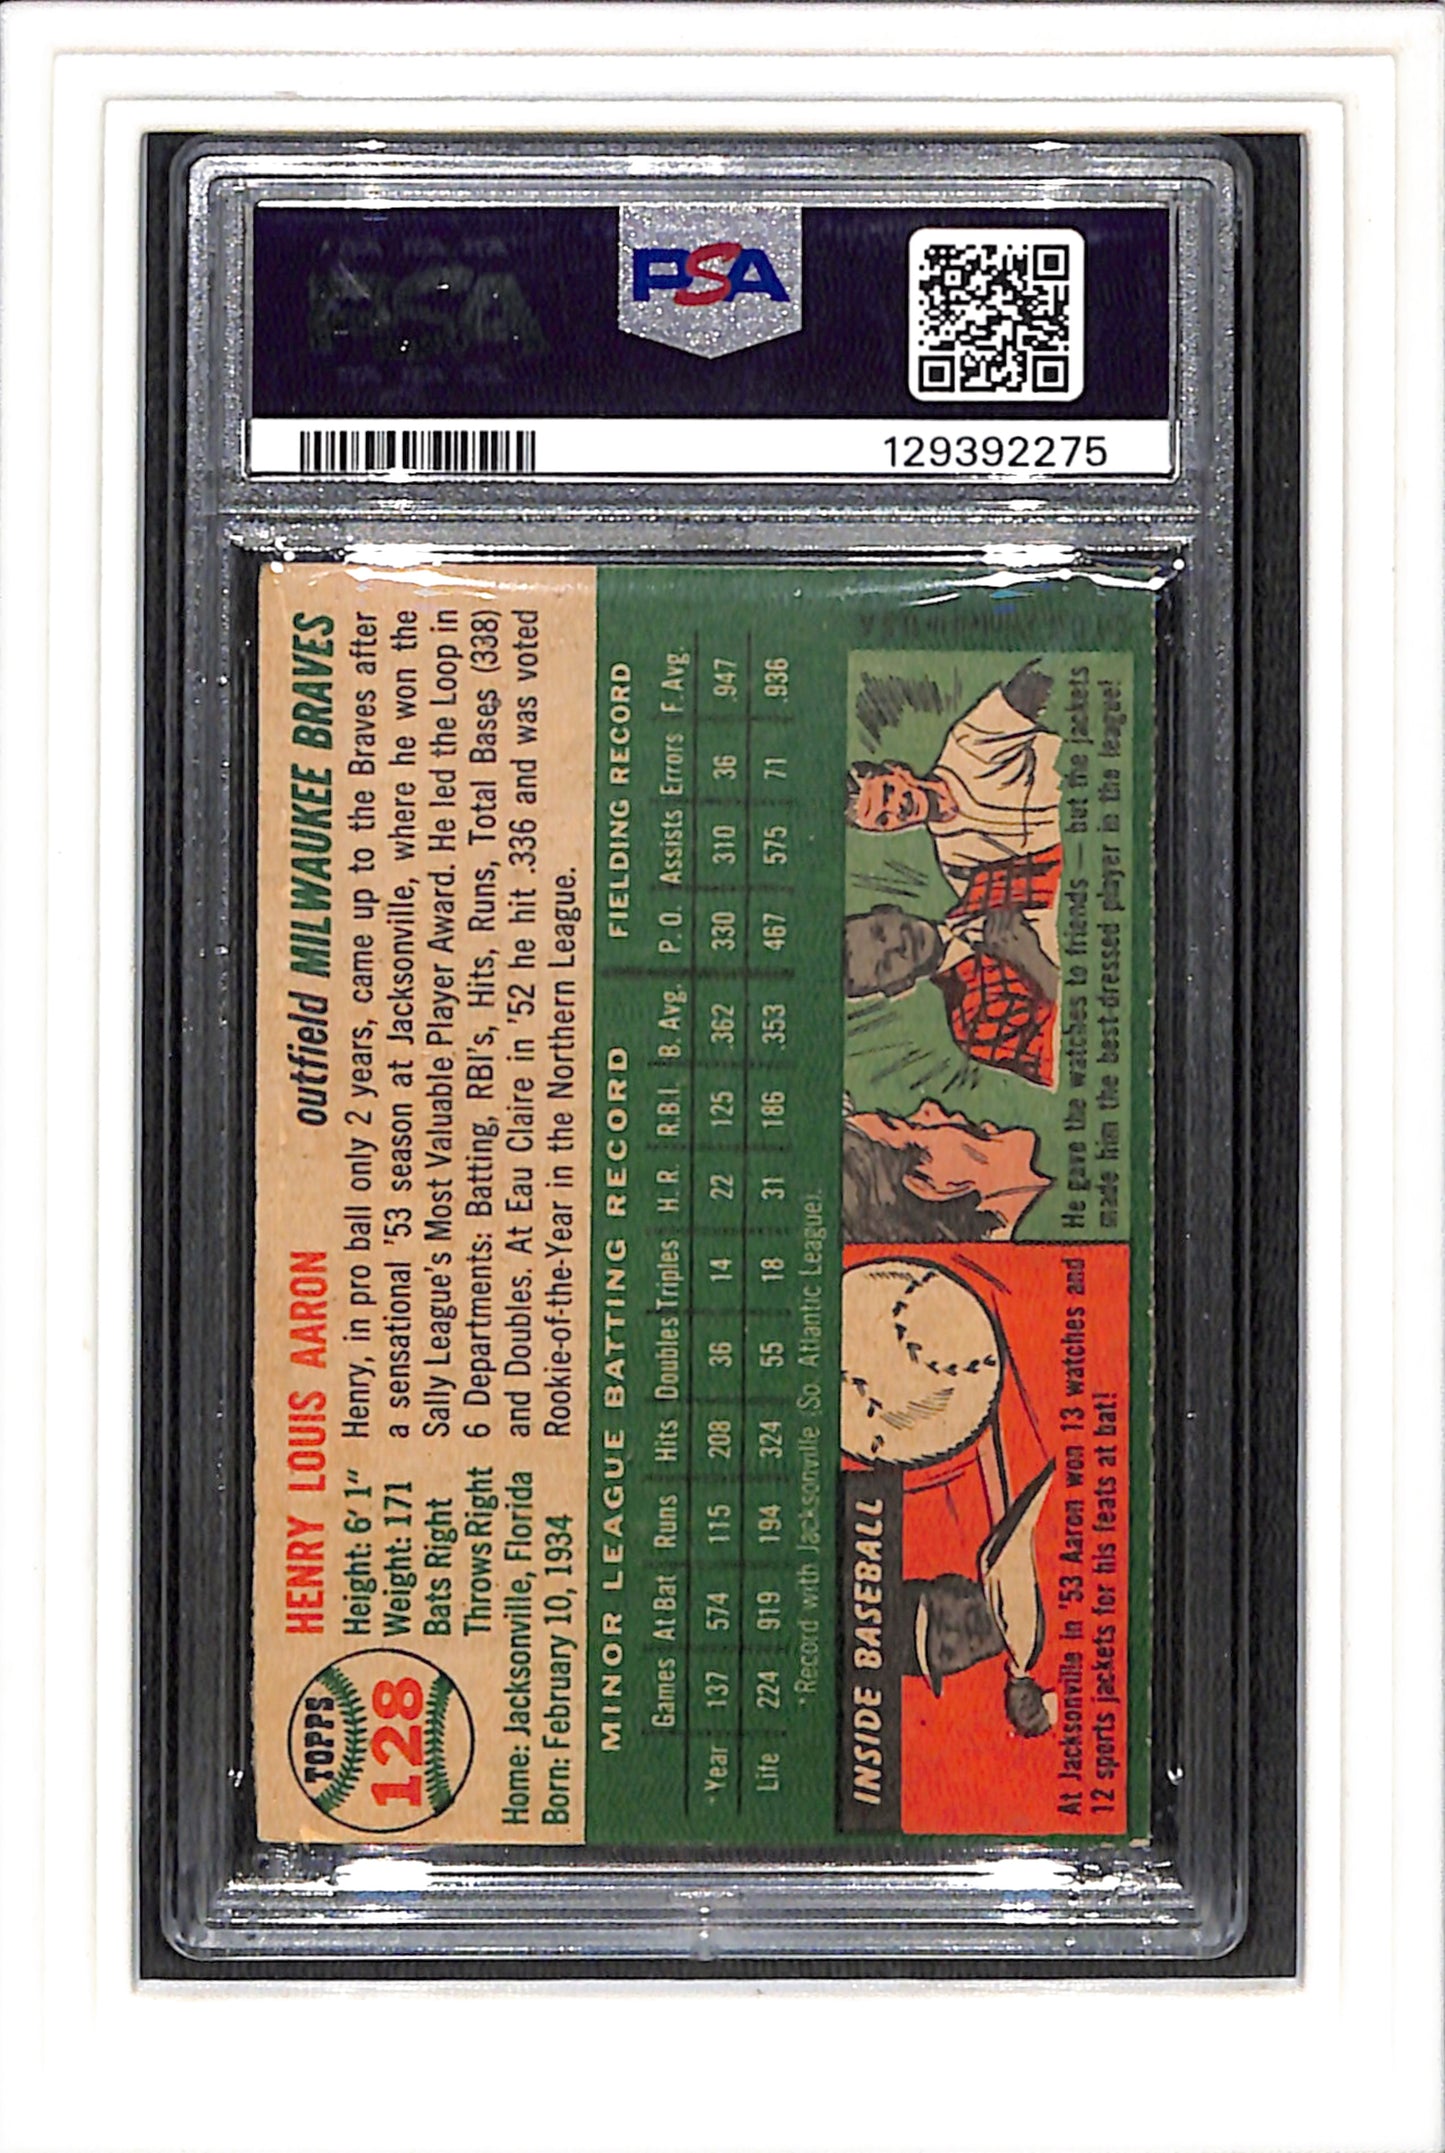 PSA
129392275
TOPPS
128
HENRY LOUIS AARON
outfield MILWAUKEE BRAVES
Height: 6' 1"
Weight: 171
Bats Right
Throws Right
Home: Jacksonville, Florida
Born: February 10, 1934
Henry, in pro ball only 2 years, came up to the Braves after
a sensational '53 season at Jacksonville, where he won the
Sally League's Most Valuable Player Award. He led the Loop in
6 Departments: Batting, RBI's, Hits, Runs, Total Bases (338)
and Doubles. At Eau Claire in '52 he hit .336 and was voted
Rookie-of-the-Year in the Northern League.
MINOR LEAGUE BATTING RECORD FIELDING RECORD
Games At Bat Runs Hits Doubles Triples H. R. R.B.I. B. Avg. P. O. Assists Errors F. Avg.
*Year 137 574 115 208 36 14 22 125 .362 330 310 36 .947
Life 224 919 194 324 55 18 31 186 .353 467 575 71 .936
*Record with Jacksonville (So. Atlantic League).
INSIDE BASEBALL
At Jacksonville in '53 Aaron won 13 watches and
12 sports jackets for his feats at bat!
He gave the watches to friends — but the jackets
made him the best-dressed player in the league!